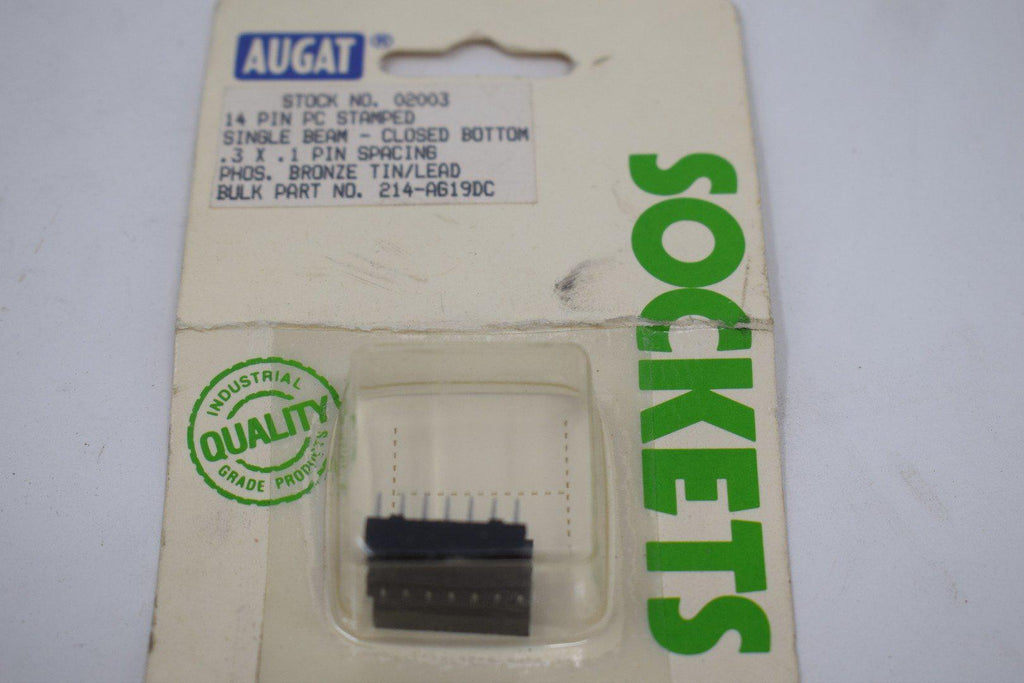 AUGAT®
STOCK NO. 02003
14 PIN PC STAMPED
SINGLE BEAM - CLOSED BOTTOM
.3 X .1 PIN SPACING
PHOS. BRONZE TIN/LEAD
BULK PART NO. 214-AG19DC
SOCKETS
INDUSTRIAL
QUALITY
GRADE PRODUCTS